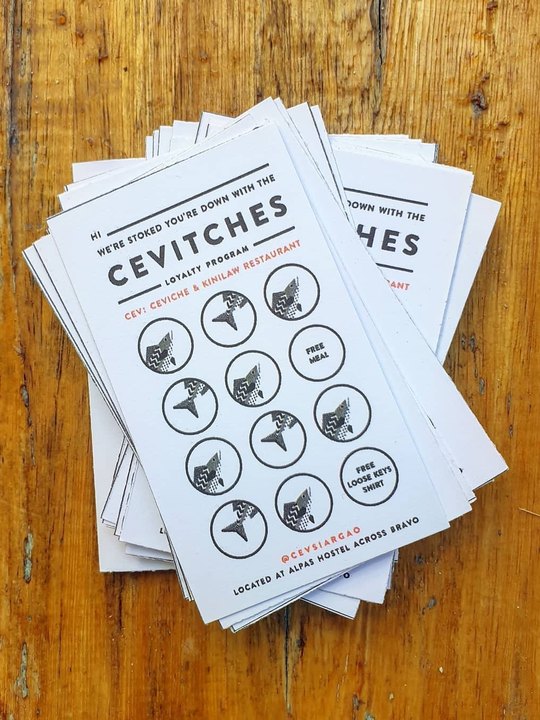 HI
WE'RE STOKED YOU'RE DOWN WITH THE
CEVITCHES
LOYALTY PROGRAM
CEV: CEVICHE & KINILAW RESTAURANT
FREE
MEAL
FREE
LOOSE KEYS
SHIRT
@CEVSIARGAO
LOCATED AT ALPAS HOSTEL ACROSS BRAVO
DOWN WITH THE
HES
RANT